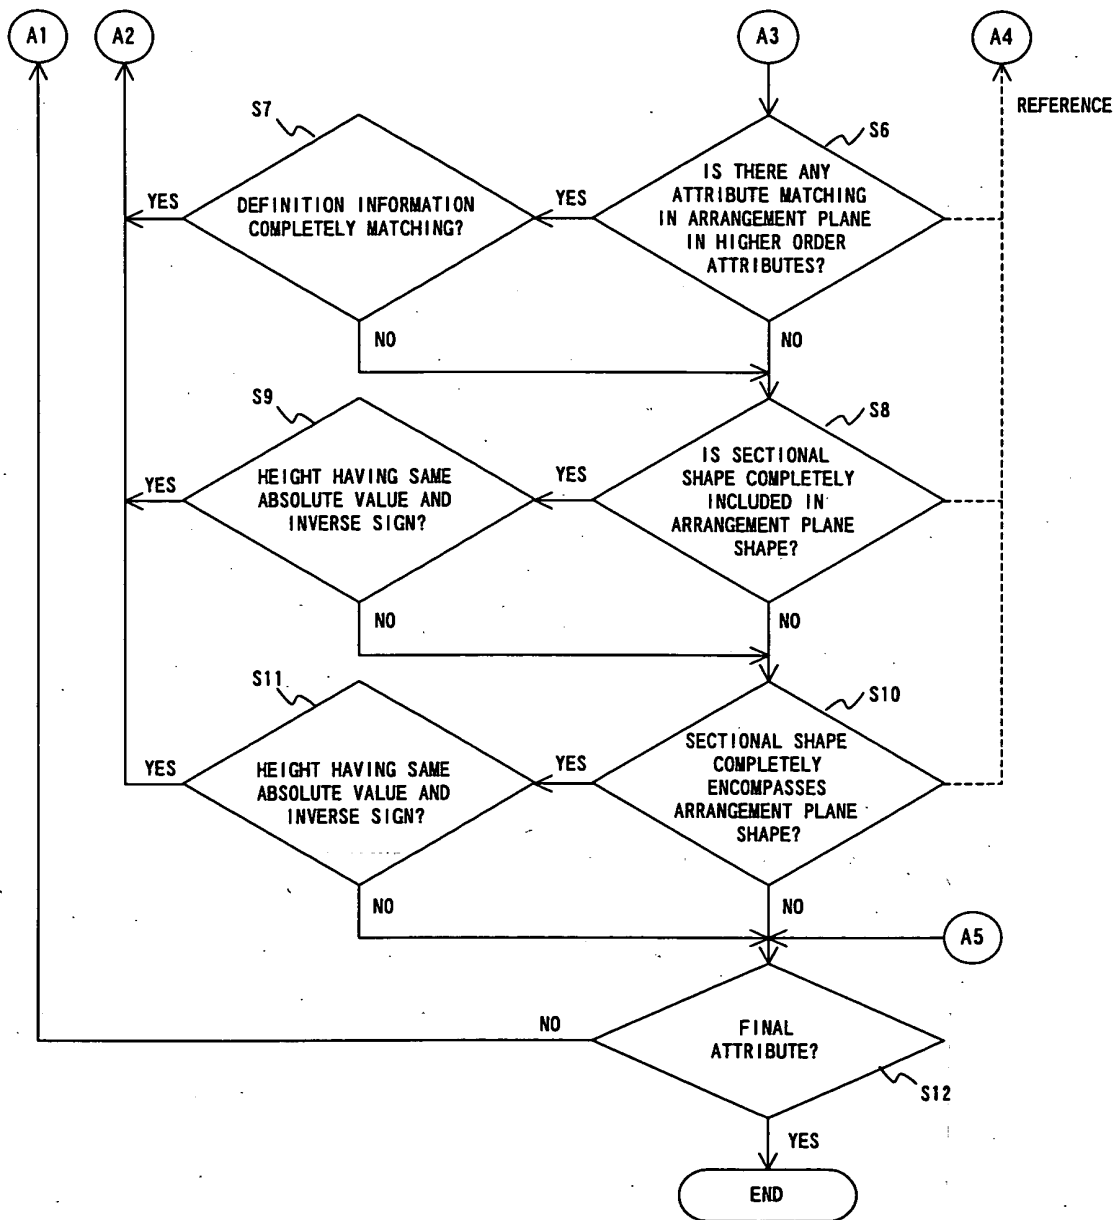 A1
A2
A3
A4
REFERENCE
S7
S6
DEFINITION INFORMATION
COMPLETELY MATCHING?
IS THERE ANY
ATTRIBUTE MATCHING
IN ARRANGEMENT PLANE
IN HIGHER ORDER
ATTRIBUTES?
YES
YES
NO
NO
S9
S8
HEIGHT HAVING SAME
ABSOLUTE VALUE AND
INVERSE SIGN?
IS SECTIONAL
SHAPE COMPLETELY
INCLUDED IN
ARRANGEMENT PLANE
SHAPE?
YES
YES
NO
NO
S11
S10
HEIGHT HAVING SAME
ABSOLUTE VALUE AND
INVERSE SIGN?
SECTIONAL SHAPE
COMPLETELY
ENCOMPASSES
ARRANGEMENT PLANE
SHAPE?
YES
YES
NO
NO
A5
NO
FINAL
ATTRIBUTE?
S12
YES
END